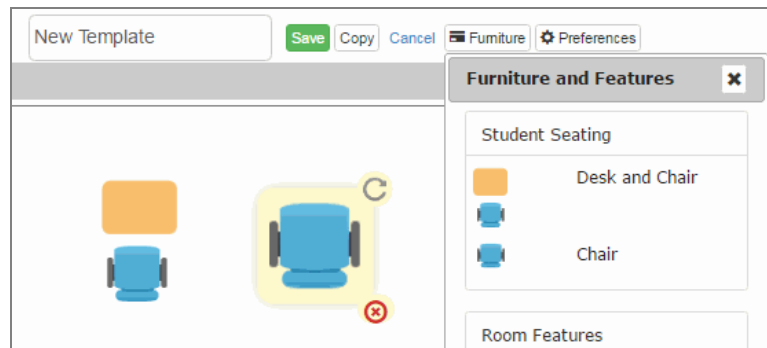 New Template
Save Copy Cancel Furniture Preferences
Furniture and Features
Student Seating
Desk and Chair
Chair
Room Features